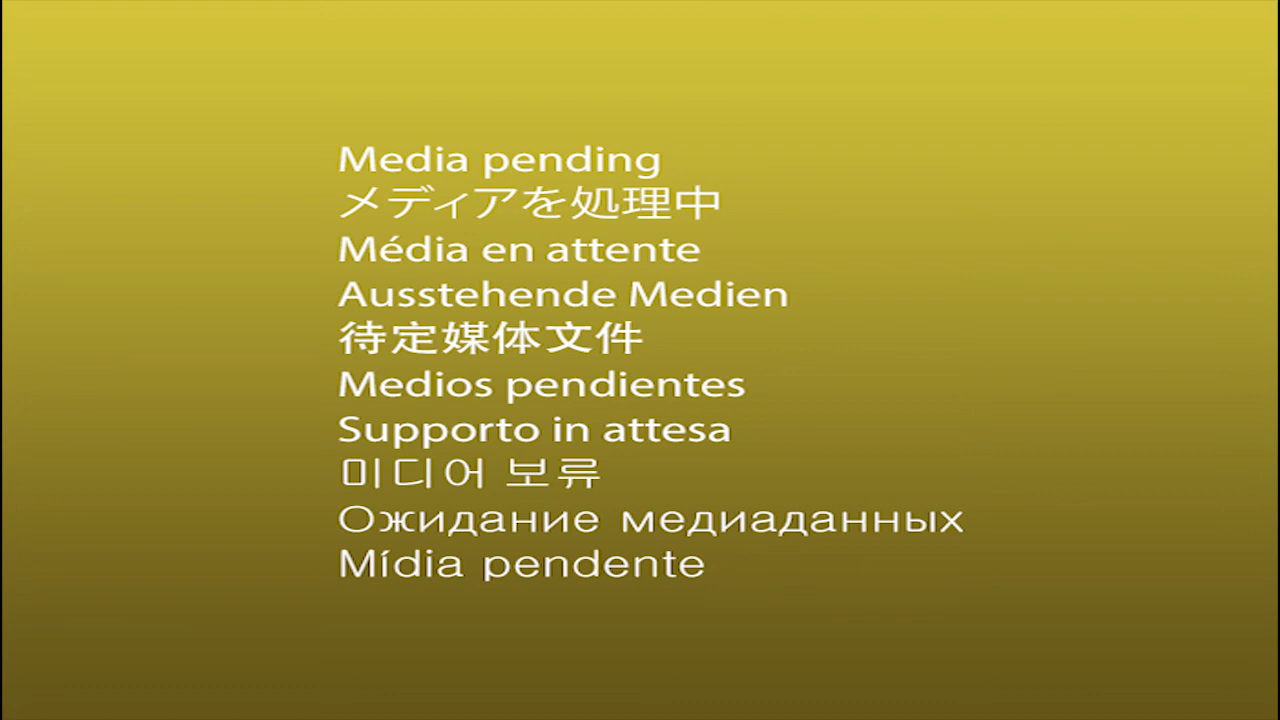 Media pending
メディアを処理中
Média en attente
Ausstehende Medien
待定媒体文件
Medios pendientes
Supporto in attesa
미디어 보류
Ожидание медиаданных
Mídia pendente